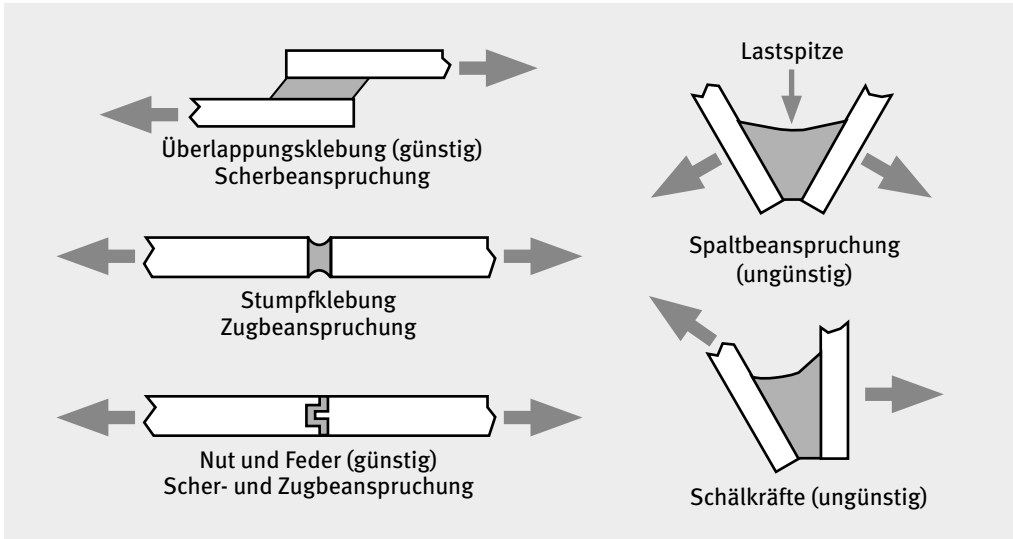 Überlappungsklebung (günstig)
Scherbeanspruchung
Stumpfklebung
Zugbeanspruchung
Nut und Feder (günstig)
Scher- und Zugbeanspruchung
Lastspitze
Spaltbeanspruchung
(ungünstig)
Schälkräfte (ungünstig)